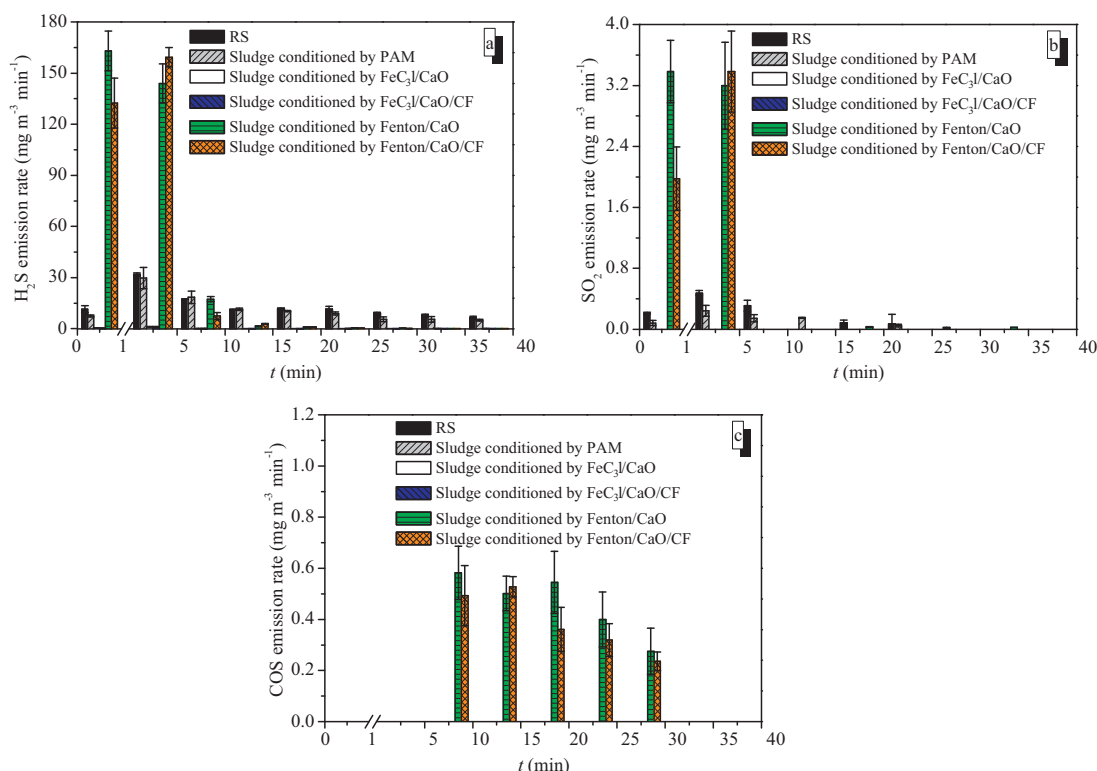 180
150
120
90
60
30
0
H₂S emission rate (mg m⁻³ min⁻¹)
RS
Sludge conditioned by PAM
Sludge conditioned by FeC₃l/CaO
Sludge conditioned by FeC₃l/CaO/CF
Sludge conditioned by Fenton/CaO
Sludge conditioned by Fenton/CaO/CF
a
0 1 5 10 15 20 25 30 35 40
t (min)
4.0
3.2
2.4
1.6
0.8
0.0
SO₂ emission rate (mg m⁻³ min⁻¹)
RS
Sludge conditioned by PAM
Sludge conditioned by FeC₃l/CaO
Sludge conditioned by FeC₃l/CaO/CF
Sludge conditioned by Fenton/CaO
Sludge conditioned by Fenton/CaO/CF
b
0 1 5 10 15 20 25 30 35 40
t (min)
1.2
1.0
0.8
0.6
0.4
0.2
0.0
COS emission rate (mg m⁻³ min⁻¹)
RS
Sludge conditioned by PAM
Sludge conditioned by FeC₃l/CaO
Sludge conditioned by FeC₃l/CaO/CF
Sludge conditioned by Fenton/CaO
Sludge conditioned by Fenton/CaO/CF
c
0 1 5 10 15 20 25 30 35 40
t (min)